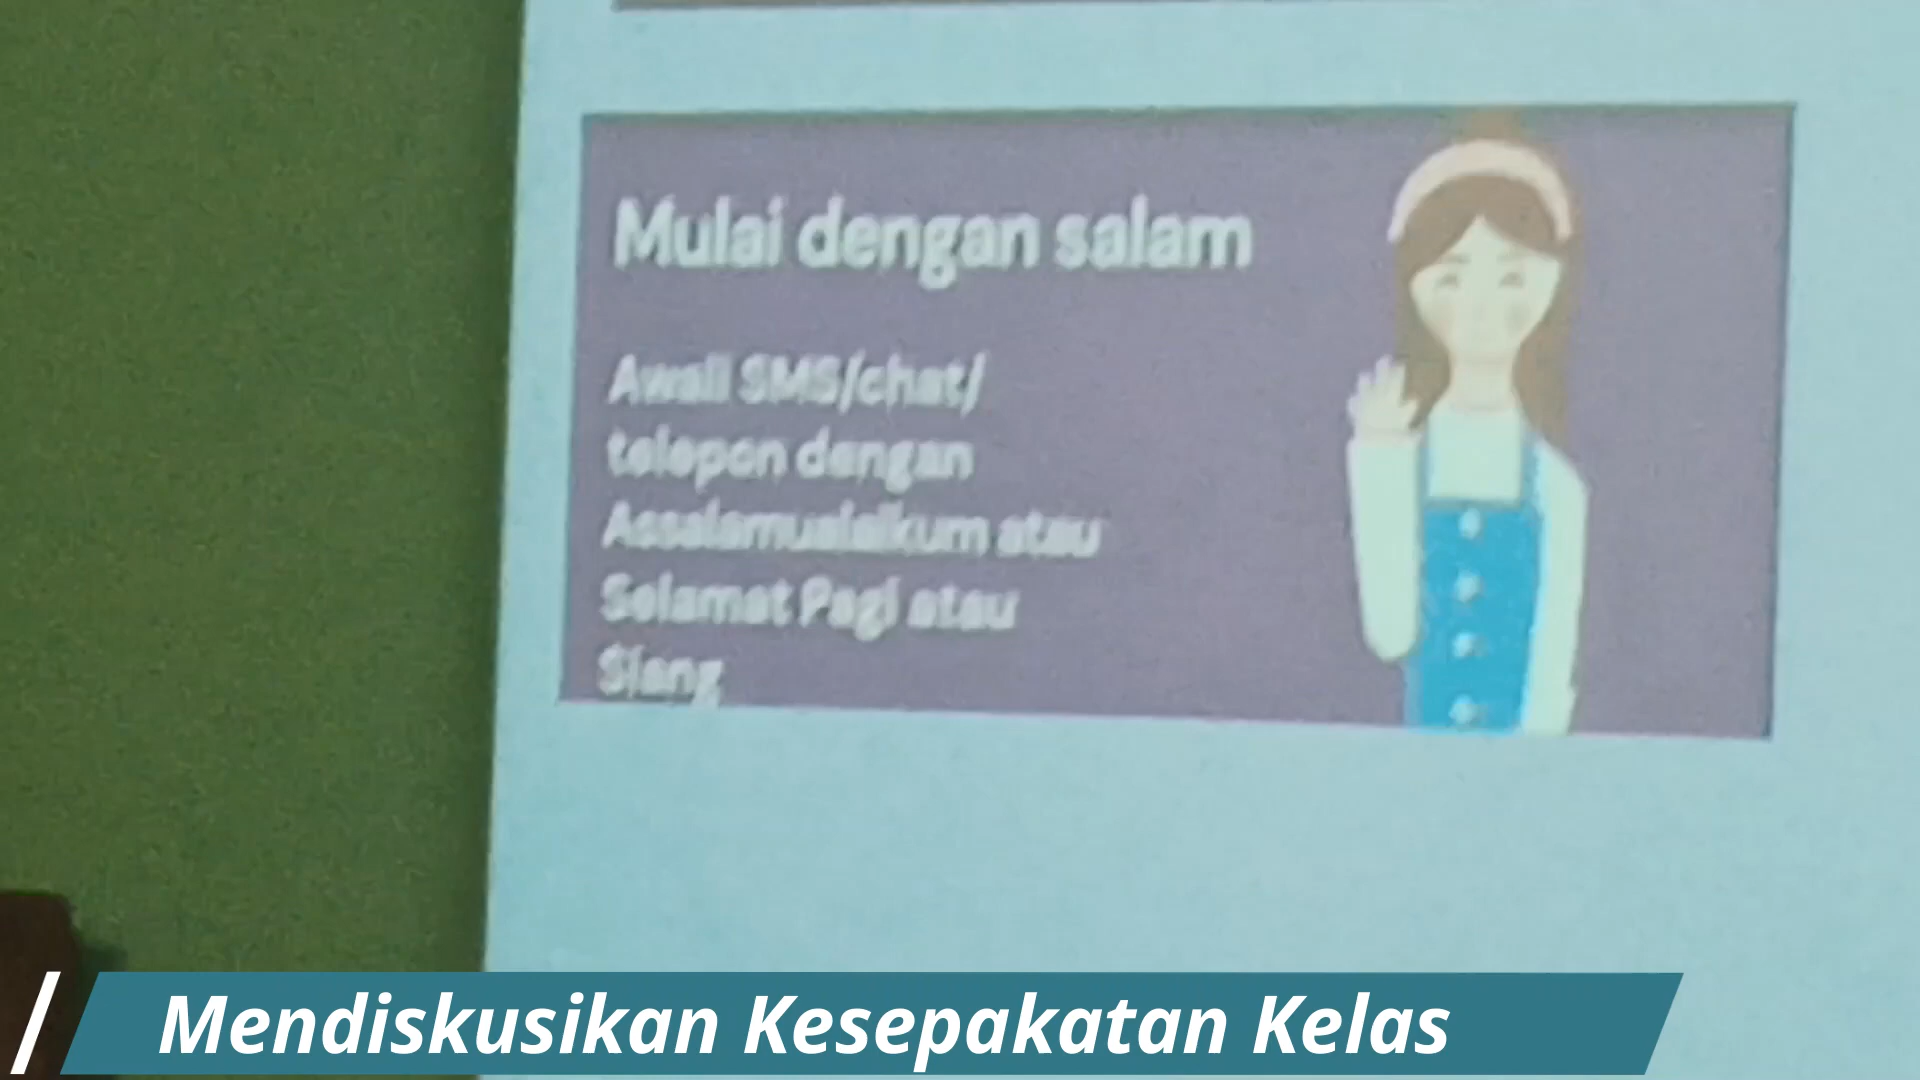 Mulai dengan salam
Awali SMS/chat/
telepon dengan
Assalamualaikum atau
Selamat Pagi atau
Siang
Mendiskusikan Kesepakatan Kelas